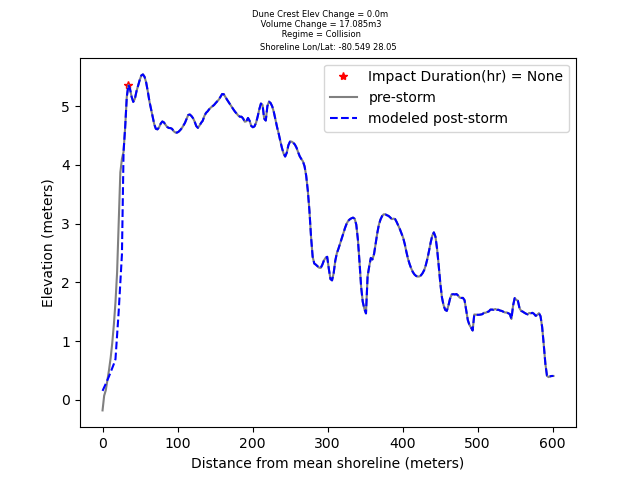 Dune Crest Elev Change = 0.0m
Volume Change = 17.085m3
Regime = Collision
Shoreline Lon/Lat: -80.549 28.05
Impact Duration(hr) = None
pre-storm
modeled post-storm
Elevation (meters)
5
4
3
2
1
0
0 100 200 300 400 500 600
Distance from mean shoreline (meters)